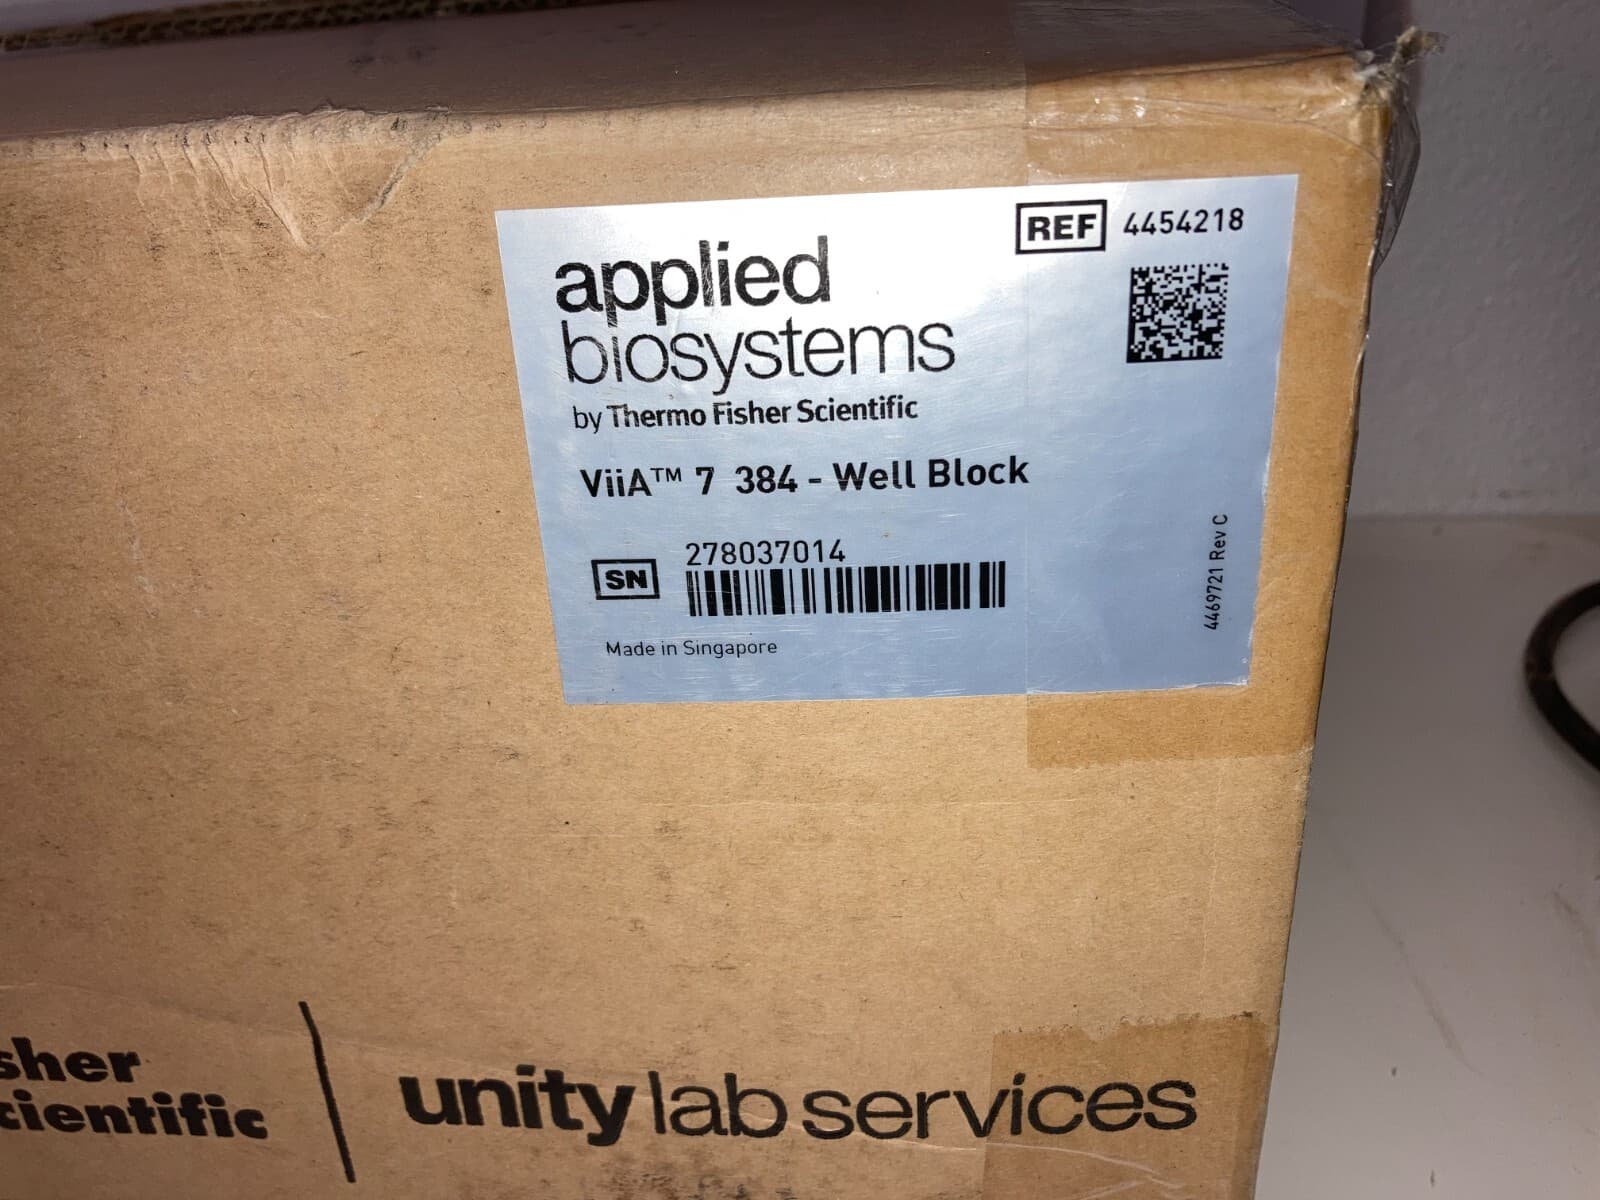 REF 4454218
applied
biosystems
by Thermo Fisher Scientific
ViiA™ 7 384 - Well Block
SN 278037014
Made in Singapore
4469721 Rev C
sher
cientific
unity lab services